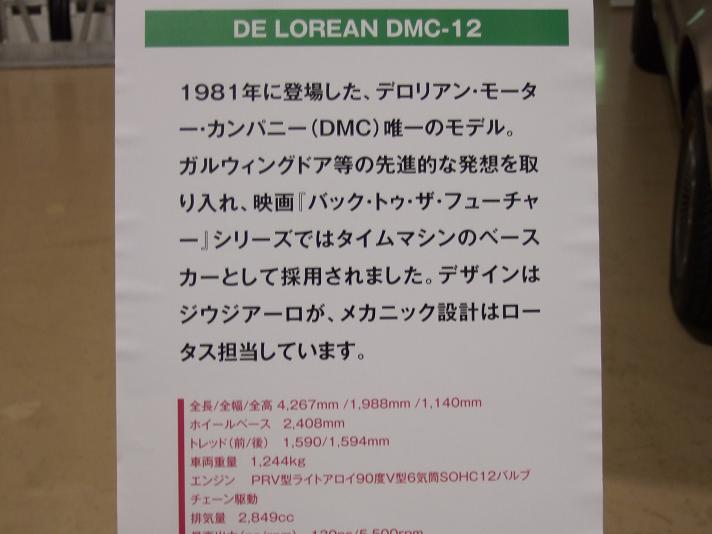 DE LOREAN DMC-12
1981年に登場した、デロリアン・モータ
ー・カンパニー(DMC)唯一のモデル。
ガルウィングドア等の先進的な発想を取
り入れ、映画『バック・トゥ・ザ・フューチャ
ー』シリーズではタイムマシンのベース
カーとして採用されました。デザインは
ジウジアーロが、メカニック設計はロー
タス担当しています。
全長/全幅/全高 4,267mm /1,988mm /1,140mm
ホイールベース 2,408mm
トレッド(前/後) 1,590/1,594mm
車両重量 1,244kg
エンジン PRV型ライトアロイ90度V型6気筒SOHC12バルブ
チェーン駆動
排気量 2,849cc